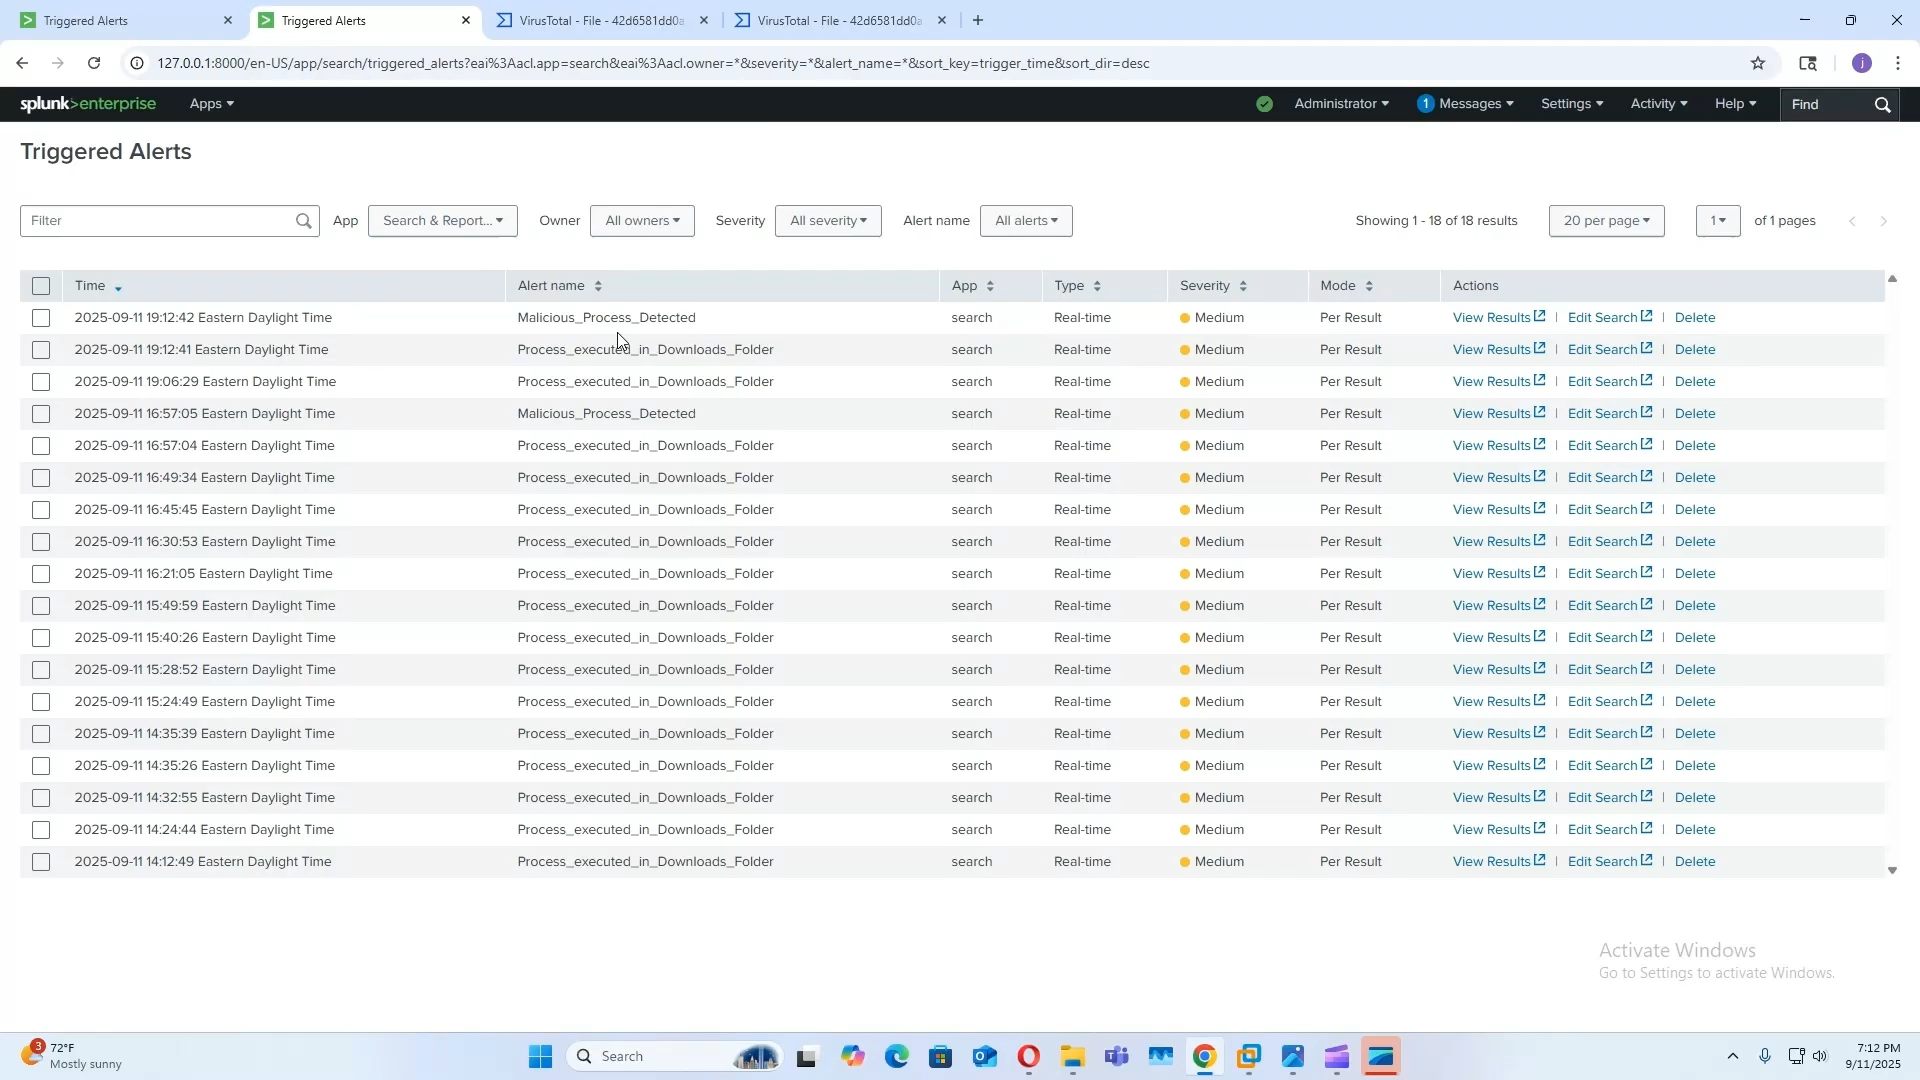 Triggered Alerts
Triggered Alerts
VirusTotal - File - 42d6581dd0a
VirusTotal - File - 42d6581dd0a
127.0.0.1:8000/en-US/app/search/triggered_alerts?eai%3Aacl.app=search&eai%3Aacl.owner=*&severity=*&alert_name=*&sort_key=trigger_time&sort_dir=desc
j
splunk>enterprise Apps
Administrator 1 Messages Settings Activity Help Find
Triggered Alerts
Filter App Search & Report... Owner All owners Severity All severity Alert name All alerts Showing 1 - 18 of 18 results 20 per page 1 of 1 pages
Time Alert name App Type Severity Mode Actions
2025-09-11 19:12:42 Eastern Daylight Time Malicious_Process_Detected search Real-time Medium Per Result View Results | Edit Search | Delete
2025-09-11 19:12:41 Eastern Daylight Time Process_executed_in_Downloads_Folder search Real-time Medium Per Result View Results | Edit Search | Delete
2025-09-11 19:06:29 Eastern Daylight Time Process_executed_in_Downloads_Folder search Real-time Medium Per Result View Results | Edit Search | Delete
2025-09-11 16:57:05 Eastern Daylight Time Malicious_Process_Detected search Real-time Medium Per Result View Results | Edit Search | Delete
2025-09-11 16:57:04 Eastern Daylight Time Process_executed_in_Downloads_Folder search Real-time Medium Per Result View Results | Edit Search | Delete
2025-09-11 16:49:34 Eastern Daylight Time Process_executed_in_Downloads_Folder search Real-time Medium Per Result View Results | Edit Search | Delete
2025-09-11 16:45:45 Eastern Daylight Time Process_executed_in_Downloads_Folder search Real-time Medium Per Result View Results | Edit Search | Delete
2025-09-11 16:30:53 Eastern Daylight Time Process_executed_in_Downloads_Folder search Real-time Medium Per Result View Results | Edit Search | Delete
2025-09-11 16:21:05 Eastern Daylight Time Process_executed_in_Downloads_Folder search Real-time Medium Per Result View Results | Edit Search | Delete
2025-09-11 15:49:59 Eastern Daylight Time Process_executed_in_Downloads_Folder search Real-time Medium Per Result View Results | Edit Search | Delete
2025-09-11 15:40:26 Eastern Daylight Time Process_executed_in_Downloads_Folder search Real-time Medium Per Result View Results | Edit Search | Delete
2025-09-11 15:28:52 Eastern Daylight Time Process_executed_in_Downloads_Folder search Real-time Medium Per Result View Results | Edit Search | Delete
2025-09-11 15:24:49 Eastern Daylight Time Process_executed_in_Downloads_Folder search Real-time Medium Per Result View Results | Edit Search | Delete
2025-09-11 14:35:39 Eastern Daylight Time Process_executed_in_Downloads_Folder search Real-time Medium Per Result View Results | Edit Search | Delete
2025-09-11 14:35:26 Eastern Daylight Time Process_executed_in_Downloads_Folder search Real-time Medium Per Result View Results | Edit Search | Delete
2025-09-11 14:32:55 Eastern Daylight Time Process_executed_in_Downloads_Folder search Real-time Medium Per Result View Results | Edit Search | Delete
2025-09-11 14:24:44 Eastern Daylight Time Process_executed_in_Downloads_Folder search Real-time Medium Per Result View Results | Edit Search | Delete
2025-09-11 14:12:49 Eastern Daylight Time Process_executed_in_Downloads_Folder search Real-time Medium Per Result View Results | Edit Search | Delete
Activate Windows
Go to Settings to activate Windows.
3 72°F
Mostly sunny
Search
7:12 PM
9/11/2025